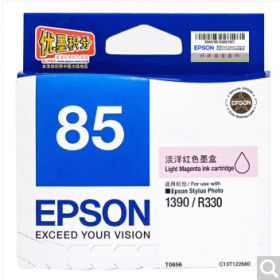 优墨积分
EPSON
85
EPSON
淡洋红色墨盒
Light Magenta ink cartridge
适用机型/ For use with
Epson Stylus Photo
1390 / R330
EPSON
EXCEED YOUR VISION
T0856
C13T122680